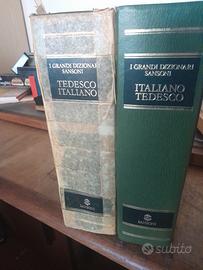 I GRANDI DIZIONARI
SANSONI
TEDESCO
ITALIANO
SANSONI
I GRANDI DIZIONARI
SANSONI
ITALIANO
TEDESCO
SANSONI
subito